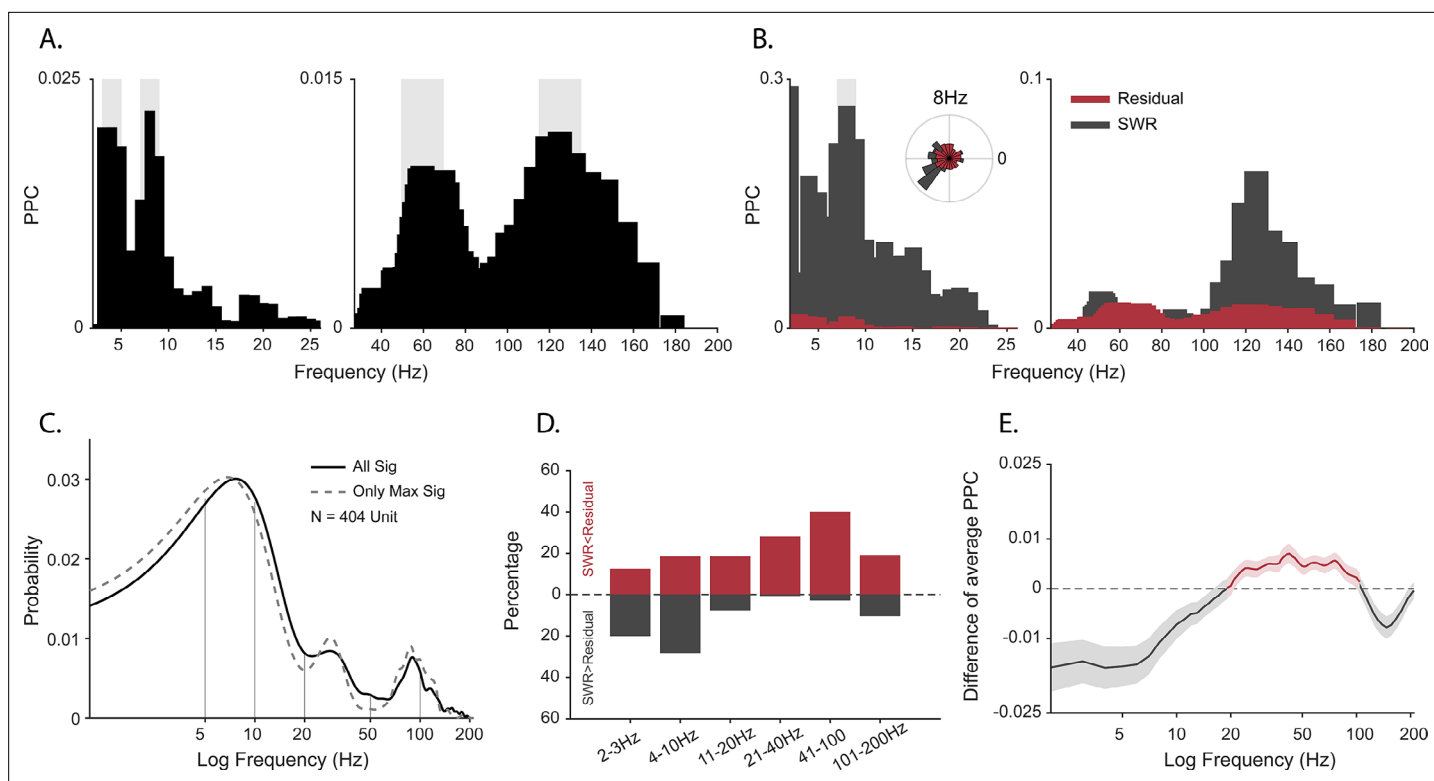 A.
B.
0.025
0.015
0.3
0.1
8Hz
0
Residual
SWR
PPC
PPC
0
0
0
0
5 10 15 20 25
40 60 80 100 120 140 160 180 200
5 10 15 20 25
40 60 80 100 120 140 160 180 200
Frequency (Hz)
Frequency (Hz)
C.
D.
E.
All Sig
Only Max Sig
N = 404 Unit
Probability
0.03
0.02
0.01
0
5 10 20 50 100 200
Log Frequency (Hz)
Percentage
SWR<Residual
SWR>Residual
60
40
20
0
20
40
60
2-3Hz 4-10Hz 11-20Hz 21-40Hz 41-100 101-200Hz
Difference of average PPC
0.025
0.01
0
-0.01
-0.025
5 10 20 50 100 200
Log Frequency (Hz)